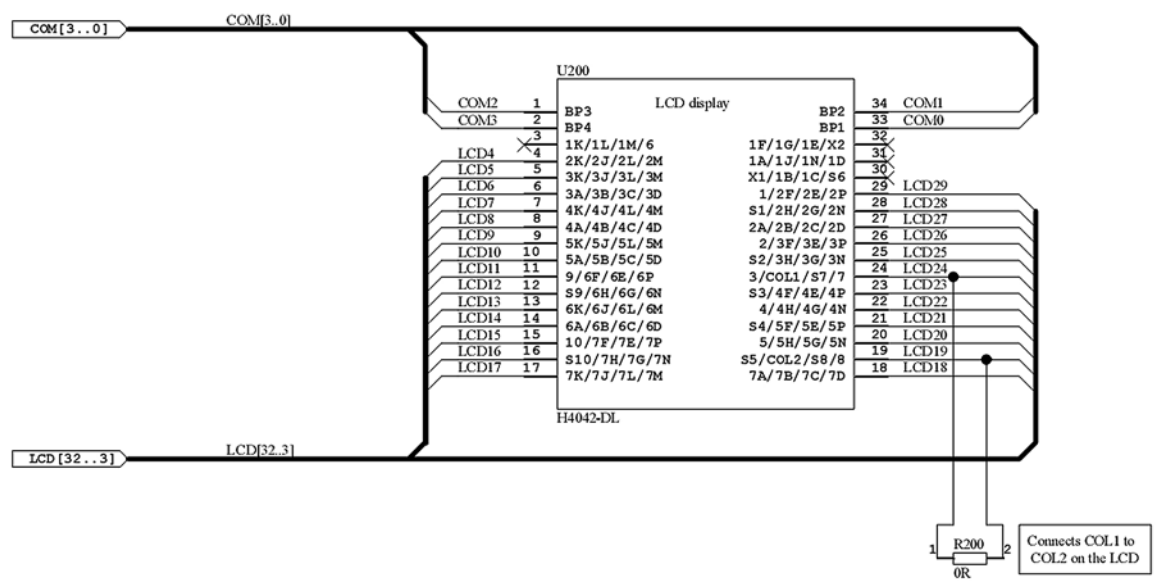 COM[3..0]
COM[3..0]
U200
LCD display
COM2 1 BP3 BP2 34 COM1
COM3 2 BP4 BP1 33 COM0
3 1K/1L/1M/6 1F/1G/1E/X2 32
LCD4 4 2K/2J/2L/2M 1A/1J/1N/1D 31
LCD5 5 3K/3J/3L/3M X1/1B/1C/S6 30
LCD6 6 3A/3B/3C/3D 1/2F/2E/2P 29 LCD29
LCD7 7 4K/4J/4L/4M S1/2H/2G/2N 28 LCD28
LCD8 8 4A/4B/4C/4D 2A/2B/2C/2D 27 LCD27
LCD9 9 5K/5J/5L/5M 2/3F/3E/3P 26 LCD26
LCD10 10 5A/5B/5C/5D S2/3H/3G/3N 25 LCD25
LCD11 11 9/6F/6E/6P 3/COL1/S7/7 24 LCD24
LCD12 12 S9/6H/6G/6N S3/4F/4E/4P 23 LCD23
LCD13 13 6K/6J/6L/6M 4/4H/4G/4N 22 LCD22
LCD14 14 6A/6B/6C/6D S4/5F/5E/5P 21 LCD21
LCD15 15 10/7F/7E/7P 5/5H/5G/5N 20 LCD20
LCD16 16 S10/7H/7G/7N S5/COL2/S8/8 19 LCD19
LCD17 17 7K/7J/7L/7M 7A/7B/7C/7D 18 LCD18
H4042-DL
LCD[32..3]
LCD[32..3]
1 R200 2
0R
Connects COL1 to
COL2 on the LCD